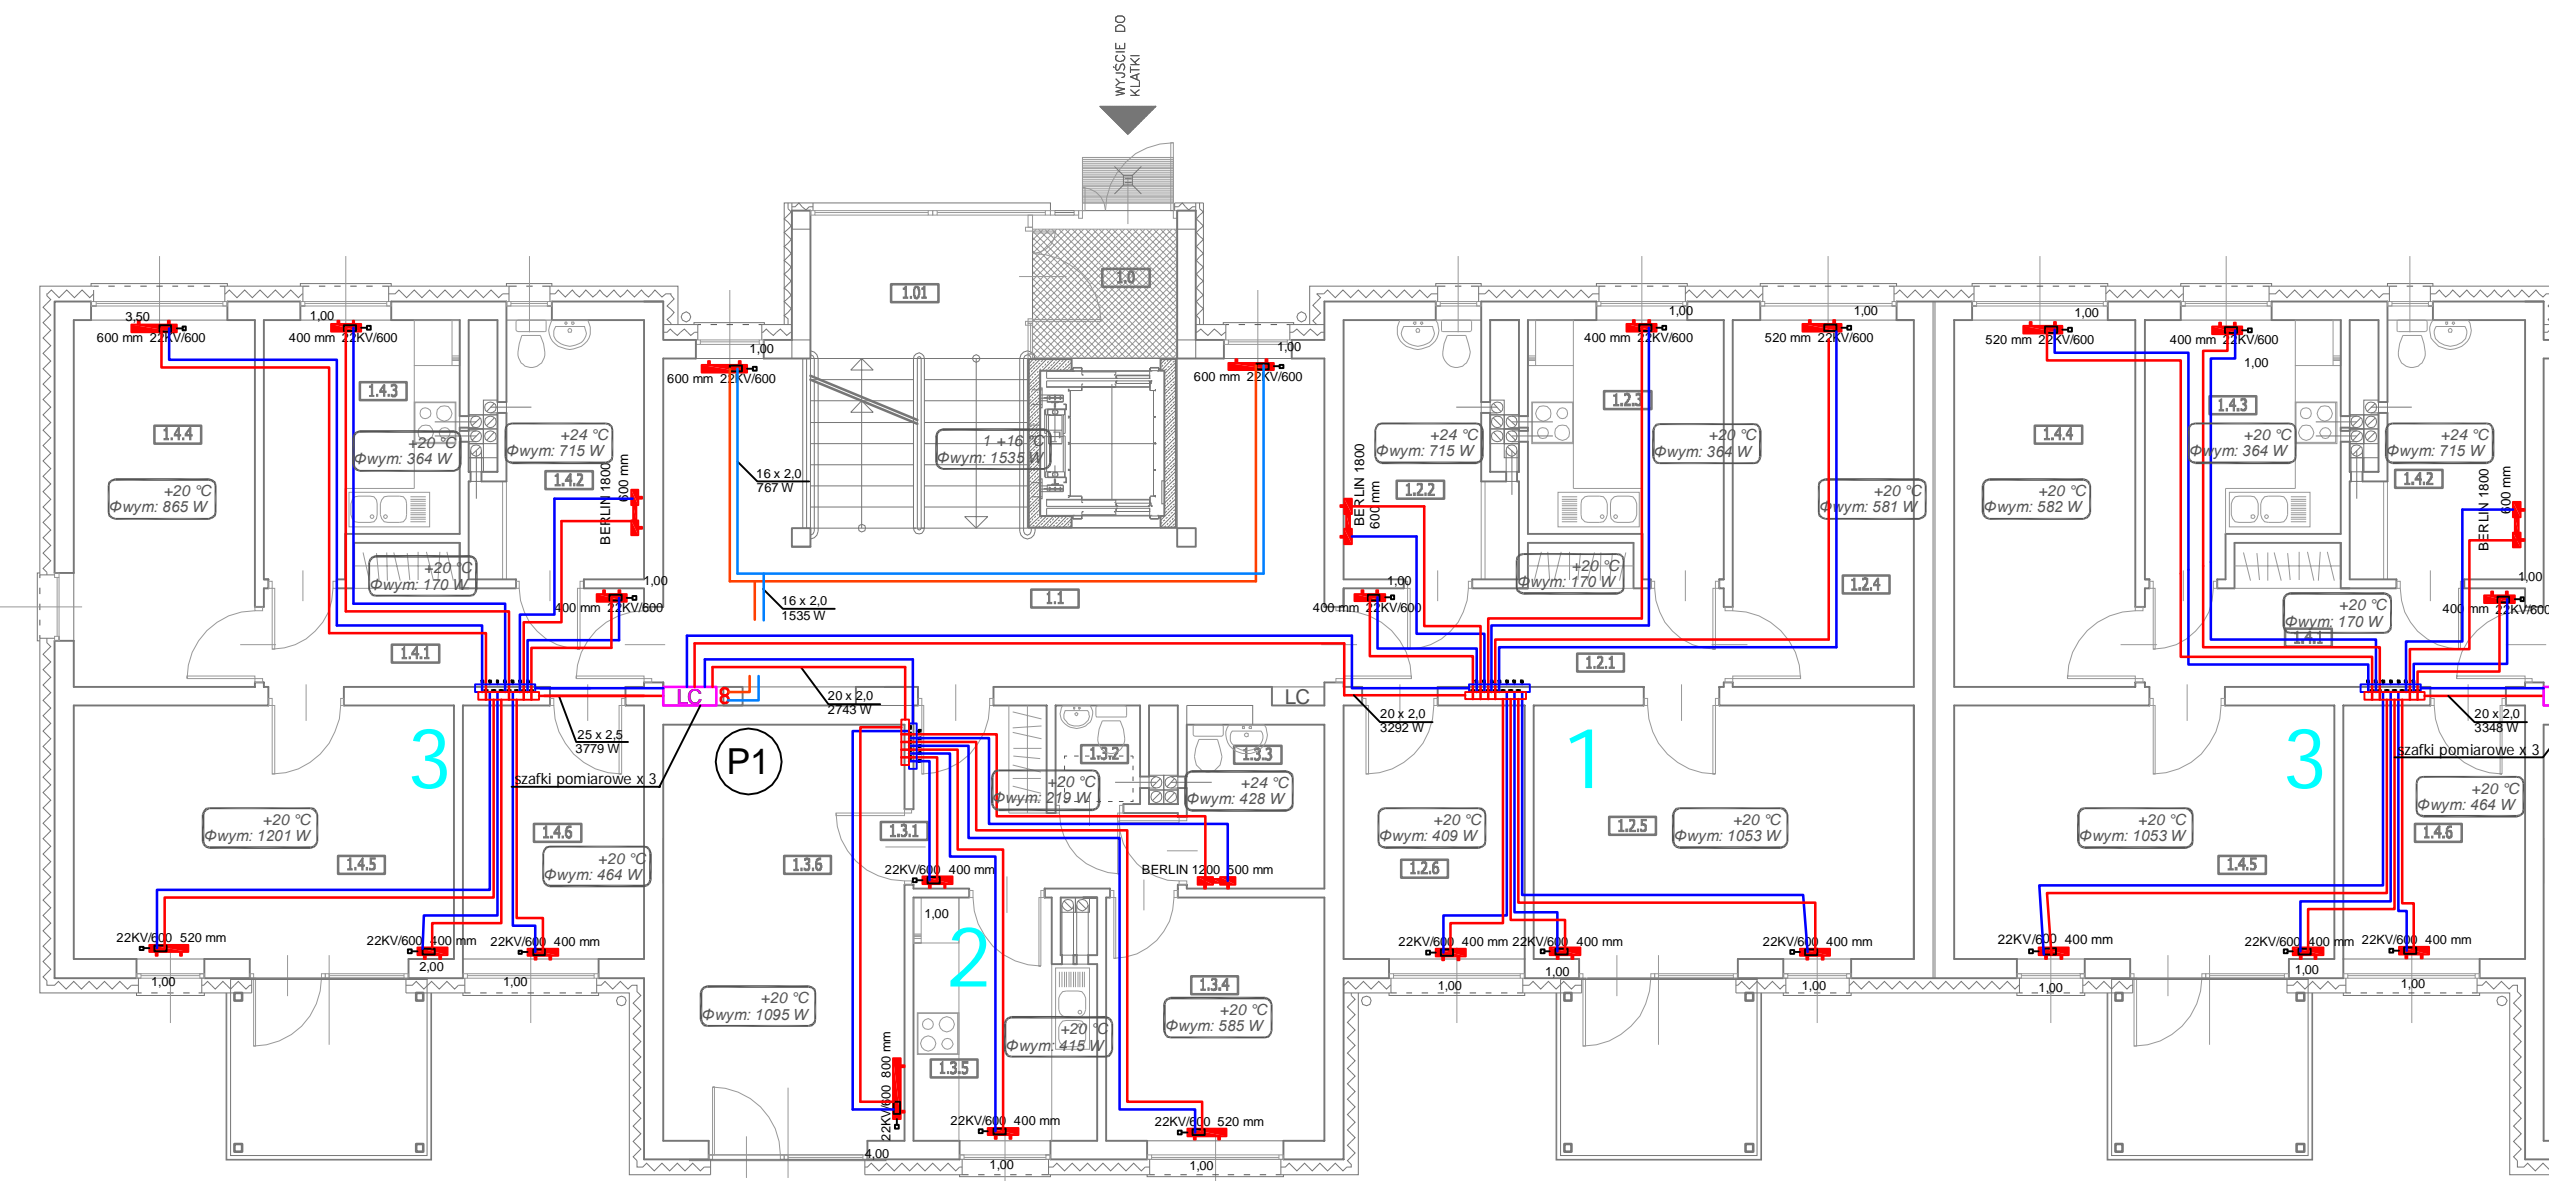 WYJŚCIE DO
KLATKI
1.01
1.0
3,50
600 mm 22KV/600
1,00
400 mm 22KV/600
1.4.3
1.4.4
+20 °C
Φwym: 364 W
+24 °C
Φwym: 715 W
1.4.2
BERLIN 1800
600 mm
+20 °C
Φwym: 865 W
+20 °C
Φwym: 170 W
1,00
400 mm 22KV/600
1.4.1
1,00
600 mm 22KV/600
1 +16 °C
Φwym: 1535 W
16 x 2,0
767 W
16 x 2,0
1535 W
1.1
1,00
600 mm 22KV/600
+24 °C
Φwym: 715 W
BERLIN 1800
600 mm
1.2.2
1,00
400 mm 22KV/600
1,00
400 mm 22KV/600
1.2.3
+20 °C
Φwym: 364 W
+20 °C
Φwym: 170 W
1,00
520 mm 22KV/600
+20 °C
Φwym: 581 W
1.2.4
1.2.1
1,00
520 mm 22KV/600
1.4.4
+20 °C
Φwym: 582 W
400 mm 22KV/600
1,00
1.4.3
+20 °C
Φwym: 364 W
+24 °C
Φwym: 715 W
1.4.2
BERLIN 1800
600 mm
1,00
400 mm 22KV/600
+20 °C
Φwym: 170 W
1.4.1
LC
20 x 2,0
2743 W
25 x 2,5
3779 W
szafki pomiarowe x 3
P1
LC
20 x 2,0
3292 W
20 x 2,0
3348 W
szafki pomiarowe x 3
3
+20 °C
Φwym: 1201 W
1.4.5
1.4.6
+20 °C
Φwym: 464 W
22KV/600 520 mm
1,00
22KV/600 400 mm
2,00
22KV/600 400 mm
1,00
1.3.2
1.3.3
+20 °C
Φwym: 219 W
+24 °C
Φwym: 428 W
1.3.1
1.3.6
22KV/600 400 mm
1,00
BERLIN 1200 500 mm
2
+20 °C
Φwym: 1095 W
22KV/600 800 mm
4,00
1.3.5
+20 °C
Φwym: 415 W
1.3.4
+20 °C
Φwym: 585 W
22KV/600 400 mm
1,00
22KV/600 520 mm
1,00
1
+20 °C
Φwym: 409 W
1.2.6
1.2.5
+20 °C
Φwym: 1053 W
22KV/600 400 mm
1,00
22KV/600 400 mm
1,00
22KV/600 400 mm
1,00
3
+20 °C
Φwym: 1053 W
1.4.5
+20 °C
Φwym: 464 W
1.4.6
22KV/600 400 mm
1,00
22KV/600 400 mm
1,00
22KV/600 400 mm
1,00